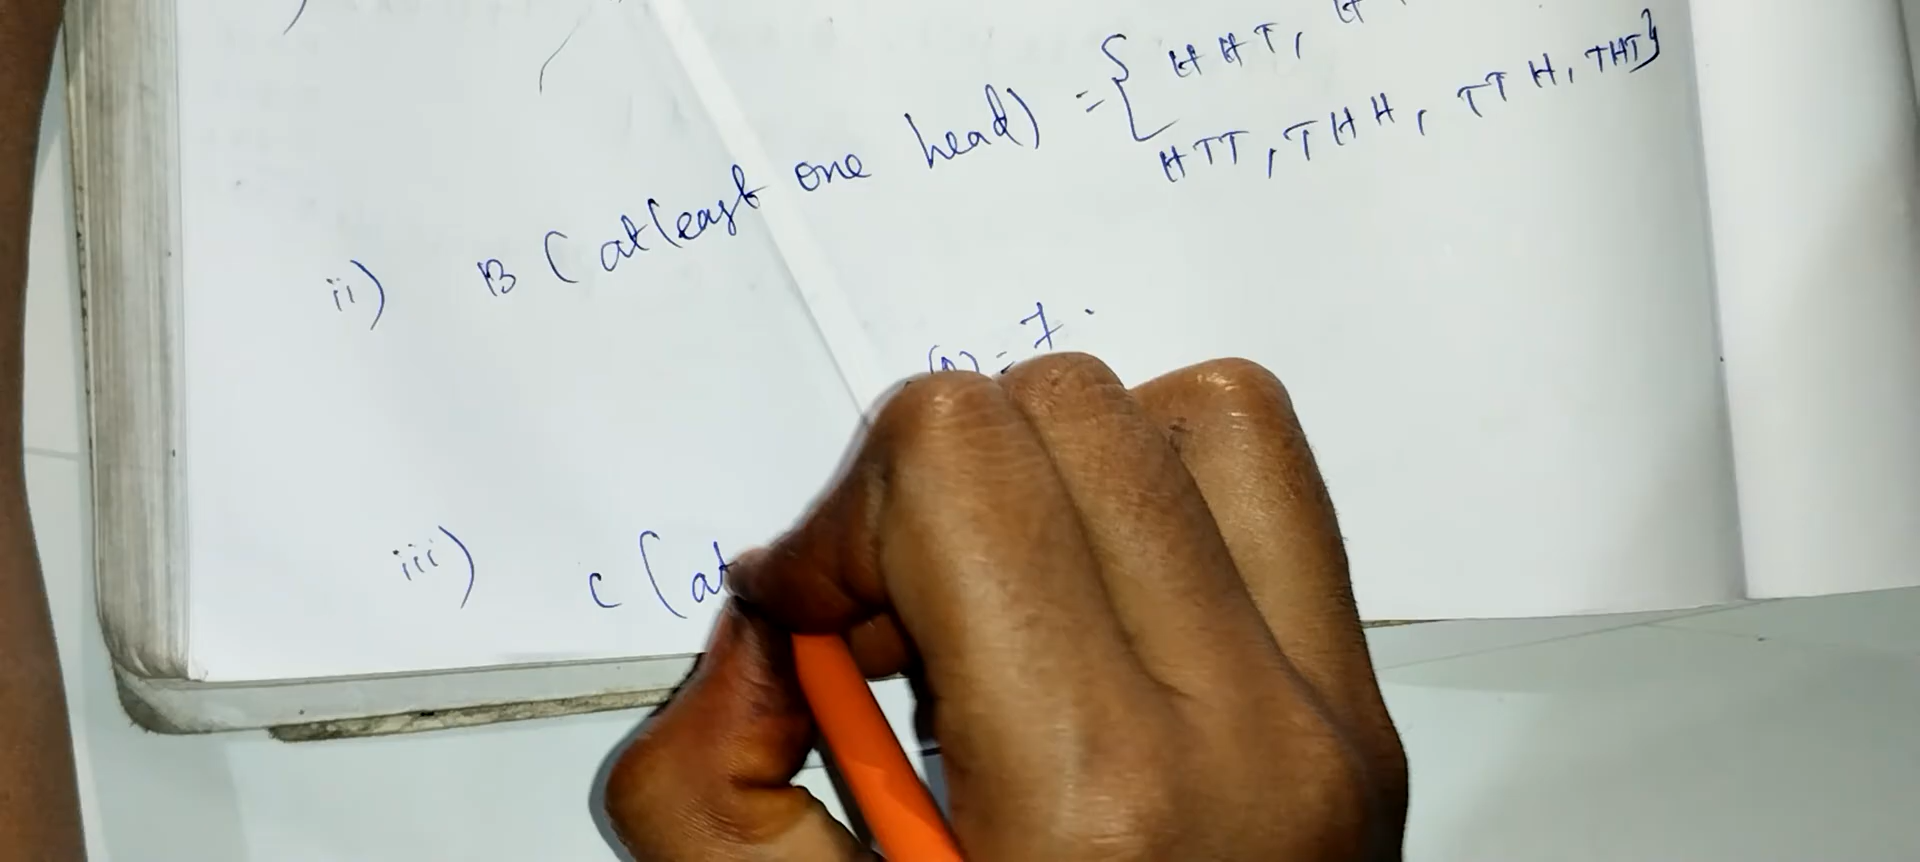 HHT,
ii) B (atleast one head) = { HTT, THH, TTH, THT}
= 7.
iii) C (at